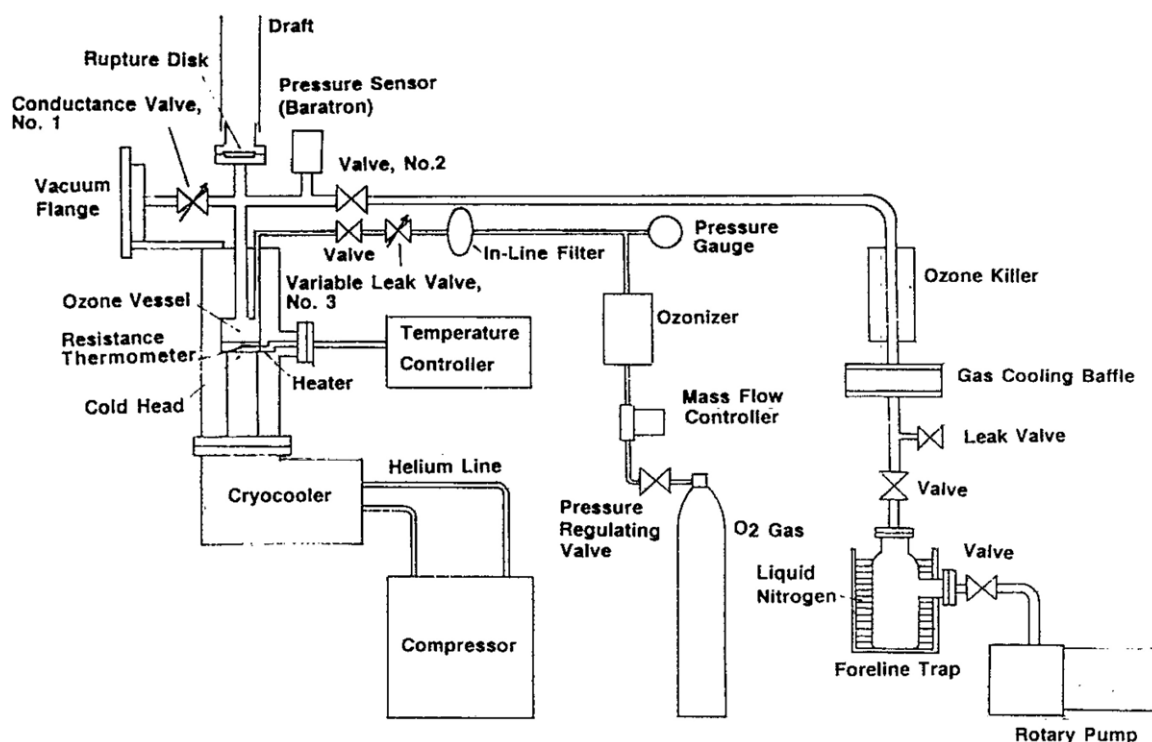 Draft
Rupture Disk
Pressure Sensor
(Baratron)
Conductance Valve,
No. 1
Valve, No.2
Vacuum
Flange
Pressure
Gauge
Valve
In-Line Filter
Variable Leak Valve,
No. 3
Ozone Killer
Ozone Vessel
Ozonizer
Resistance
Thermometer
Temperature
Controller
Heater
Gas Cooling Baffle
Cold Head
Mass Flow
Controller
Leak Valve
Helium Line
Cryocooler
Valve
Pressure
Regulating
Valve
O2 Gas
Valve
Liquid
Nitrogen
Compressor
Foreline Trap
Rotary Pump